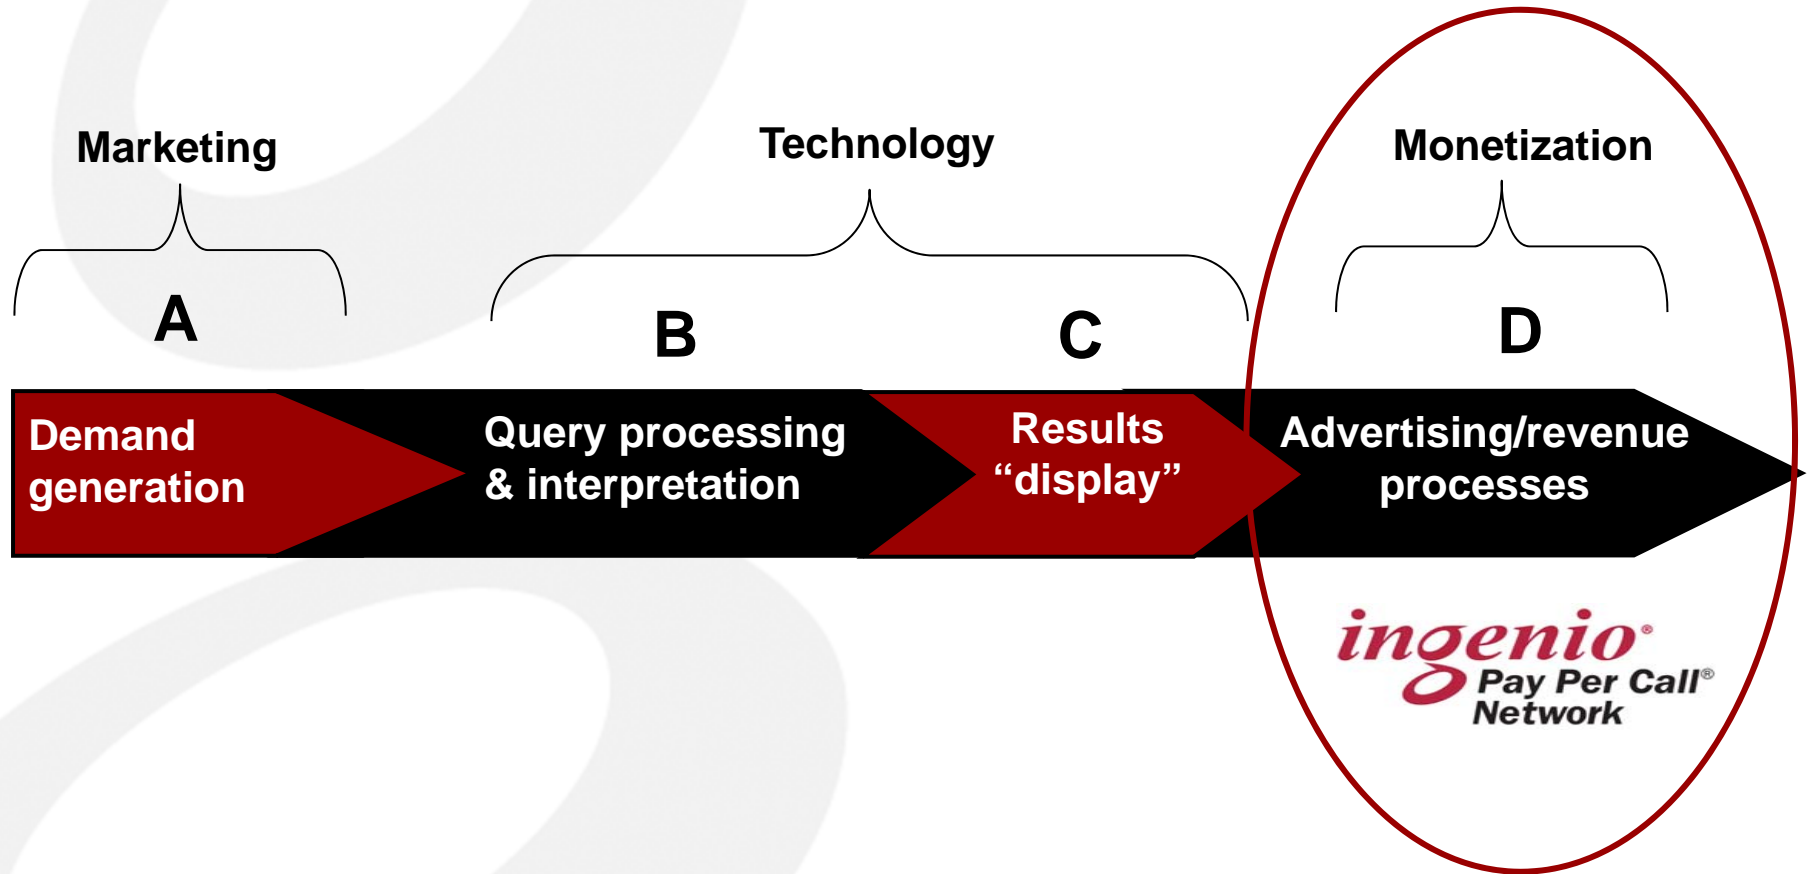 Marketing
Technology
Monetization
A
B
C
D
Demand
generation
Query processing
& interpretation
Results
“display”
Advertising/revenue
processes
ingenio®
Pay Per Call®
Network